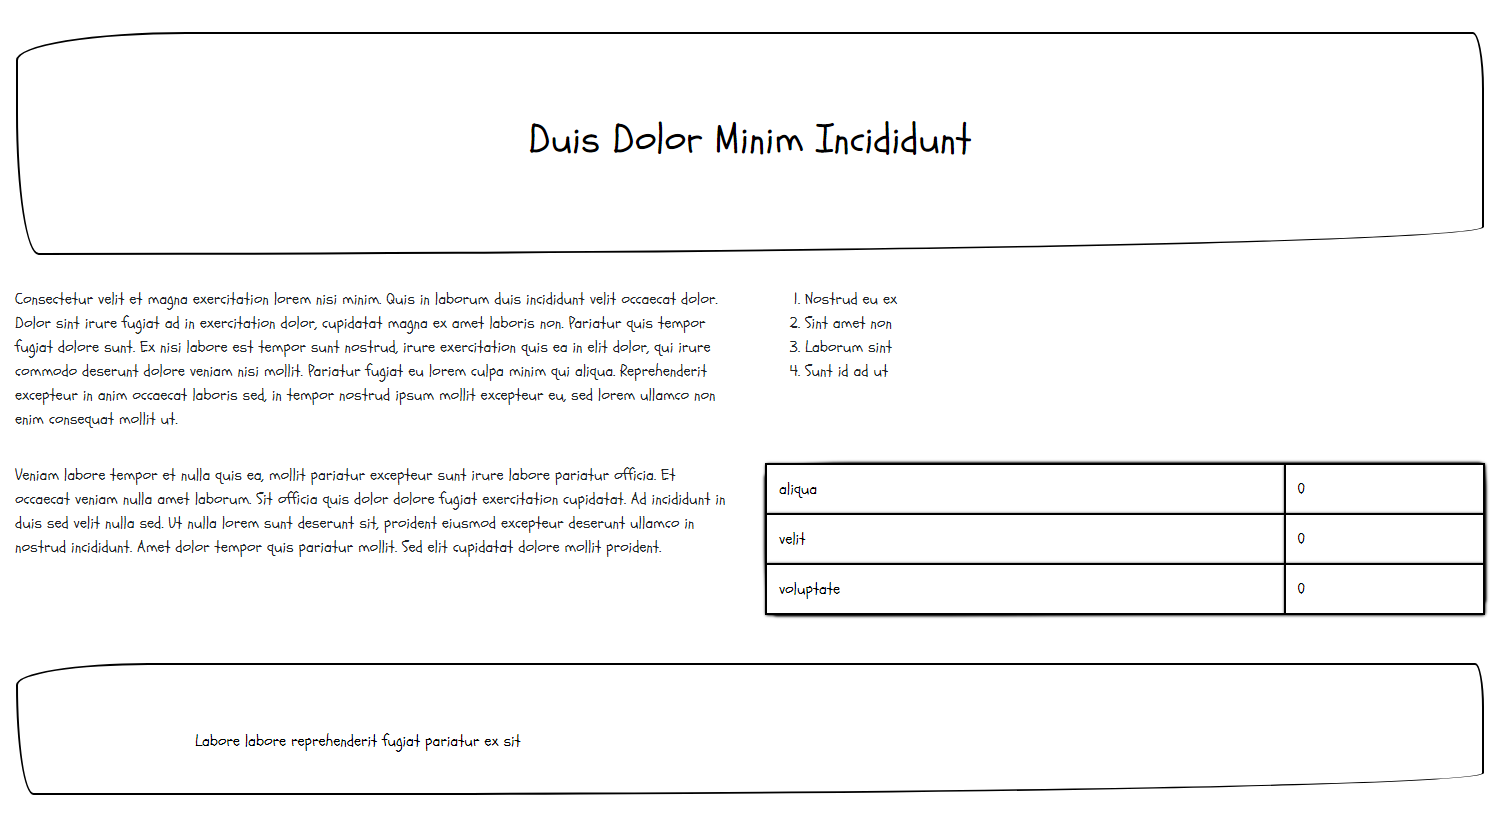 Duis Dolor Minim Incididunt
Consectetur velit et magna exercitation lorem nisi minim. Quis in laborum duis incididunt velit occaecat dolor.
Dolor sint irure fugiat ad in exercitation dolor, cupidatat magna ex amet laboris non. Pariatur quis tempor
fugiat dolore sunt. Ex nisi labore est tempor sunt nostrud, irure exercitation quis ea in elit dolor, qui irure
commodo deserunt dolore veniam nisi mollit. Pariatur fugiat eu lorem culpa minim qui aliqua. Reprehenderit
excepteur in anim occaecat laboris sed, in tempor nostrud ipsum mollit excepteur eu, sed lorem ullamco non
enim consequat mollit ut.
1. Nostrud eu ex
2. Sint amet non
3. Laborum sint
4. Sunt id ad ut
Veniam labore tempor et nulla quis ea, mollit pariatur excepteur sunt irure labore pariatur officia. Et
occaecat veniam nulla amet laborum. Sit officia quis dolor dolore fugiat exercitation cupidatat. Ad incididunt in
duis sed velit nulla sed. Ut nulla lorem sunt deserunt sit, proident eiusmod excepteur deserunt ullamco in
nostrud incididunt. Amet dolor tempor quis pariatur mollit. Sed elit cupidatat dolore mollit proident.
aliqua 0
velit 0
voluptate 0
Labore labore reprehenderit fugiat pariatur ex sit